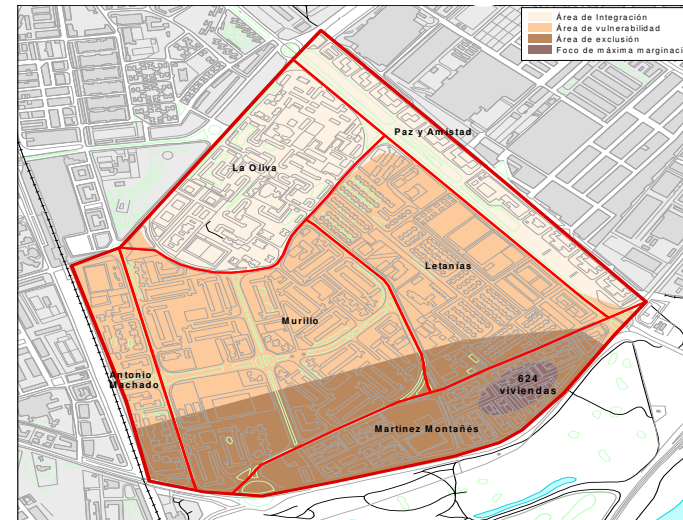 Área de Integración
Área de vulnerabilidad
Área de exclusión
Foco de máxima marginaci
Paz y Amistad
La Oliva
Letanías
Murillo
Antonio
Machado
624
viviendas
Martinez Montañés